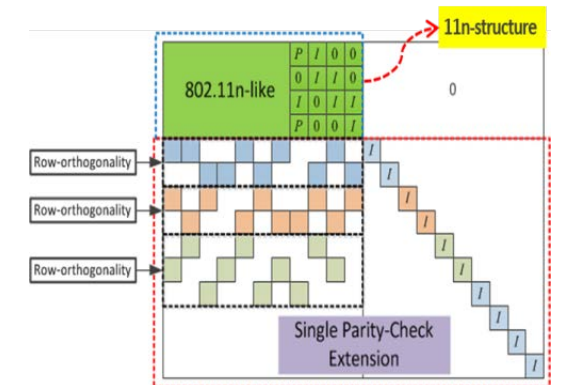 11n-structure
802.11n-like
P I 0 0
0 I I 0
I 0 I I
P 0 0 I
0
Row-orthogonality
I
I
Row-orthogonality
I
I
Row-orthogonality
I
I
I
I
I
I
Single Parity-Check
Extension